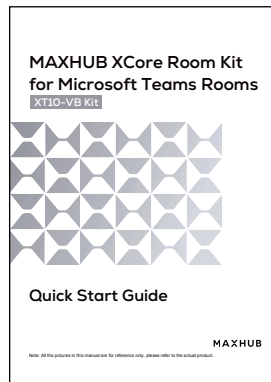 MAXHUB XCore Room Kit
for Microsoft Teams Rooms
XT10-VB Kit
Quick Start Guide
MAXHUB
Note: All the pictures in this manual are for reference only, please refer to the actual product.